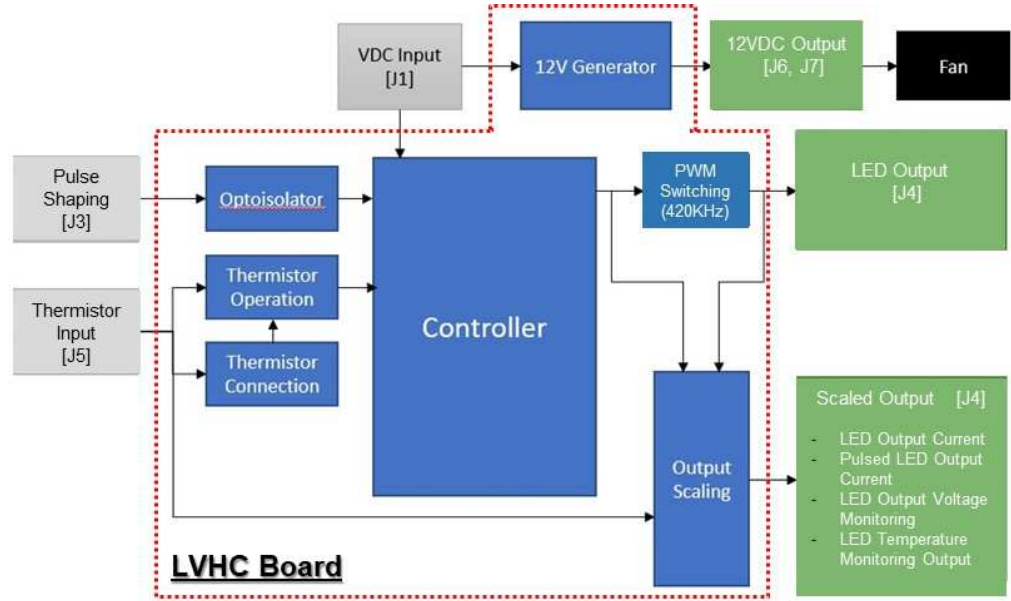 VDC Input
[J1]
12V Generator
12VDC Output
[J6, J7]
Fan
Pulse
Shaping
[J3]
Optoisolator
Controller
PWM
Switching
(420KHz)
LED Output
[J4]
Thermistor
Input
[J5]
Thermistor
Operation
Thermistor
Connection
Output
Scaling
Scaled Output [J4]
- LED Output Current
- Pulsed LED Output
Current
- LED Output Voltage
Monitoring
- LED Temperature
Monitoring Output
LVHC Board